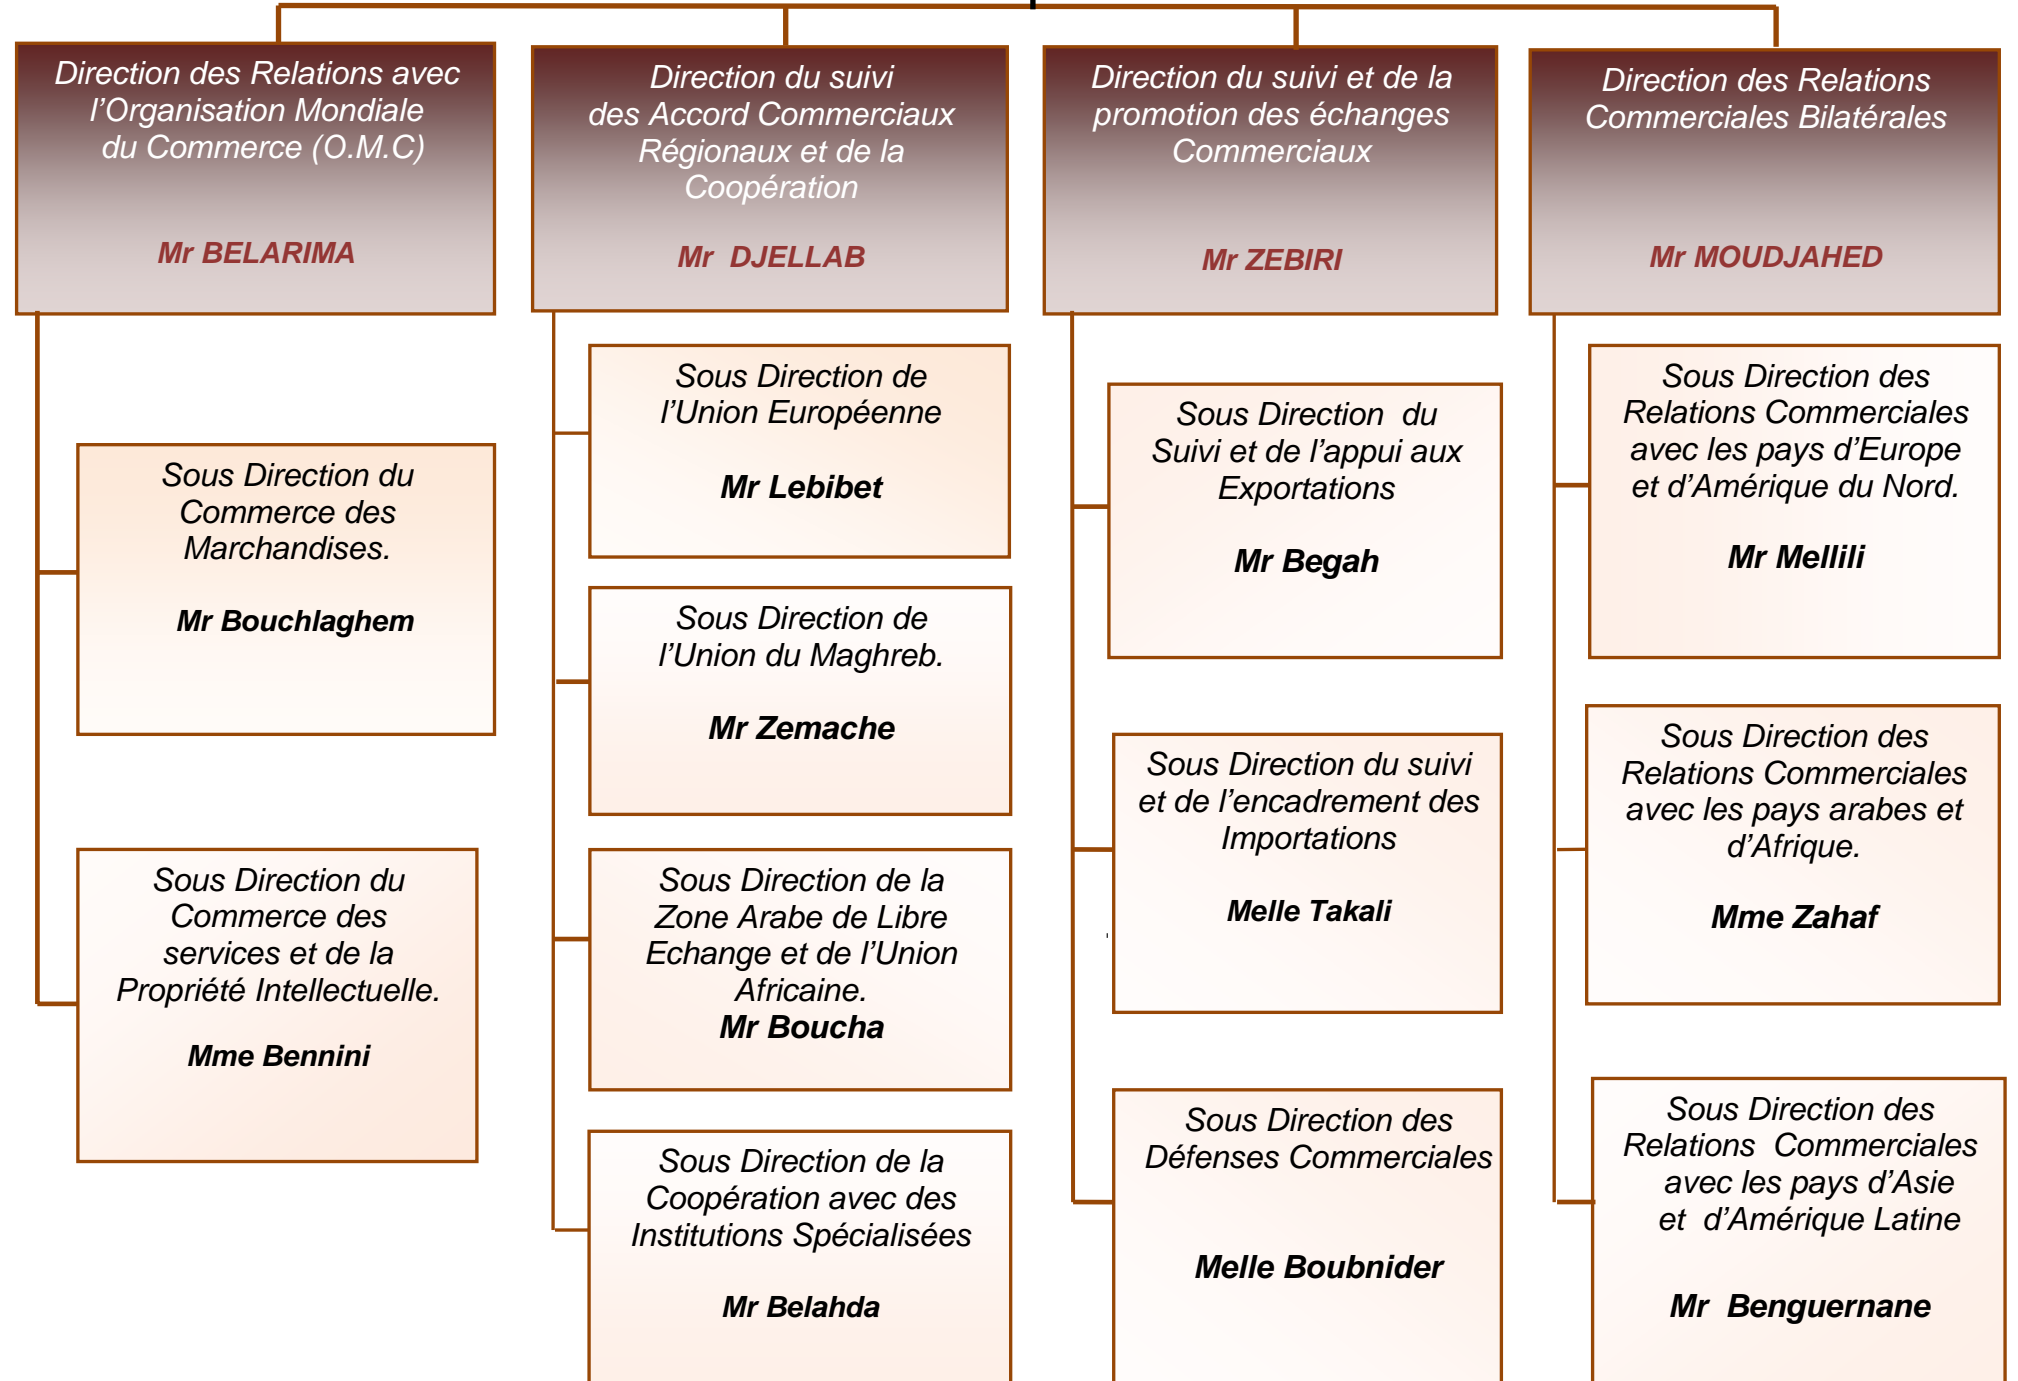 Direction des Relations avec
l’Organisation Mondiale
du Commerce (O.M.C)
Mr BELARIMA
Sous Direction du
Commerce des
Marchandises.
Mr Bouchlaghem
Sous Direction du
Commerce des
services et de la
Propriété Intellectuelle.
Mme Bennini
Direction du suivi
des Accord Commerciaux
Régionaux et de la
Coopération
Mr DJELLAB
Sous Direction de
l’Union Européenne
Mr Lebibet
Sous Direction de
l’Union du Maghreb.
Mr Zemache
Sous Direction de la
Zone Arabe de Libre
Echange et de l’Union
Africaine.
Mr Boucha
Sous Direction de la
Coopération avec des
Institutions Spécialisées
Mr Belahda
Direction du suivi et de la
promotion des échanges
Commerciaux
Mr ZEBIRI
Sous Direction du
Suivi et de l’appui aux
Exportations
Mr Begah
Sous Direction du suivi
et de l’encadrement des
Importations
Melle Takali
Sous Direction des
Défenses Commerciales
Melle Boubnider
Direction des Relations
Commerciales Bilatérales
Mr MOUDJAHED
Sous Direction des
Relations Commerciales
avec les pays d’Europe
et d’Amérique du Nord.
Mr Mellili
Sous Direction des
Relations Commerciales
avec les pays arabes et
d’Afrique.
Mme Zahaf
Sous Direction des
Relations Commerciales
avec les pays d’Asie
et d’Amérique Latine
Mr Benguernane